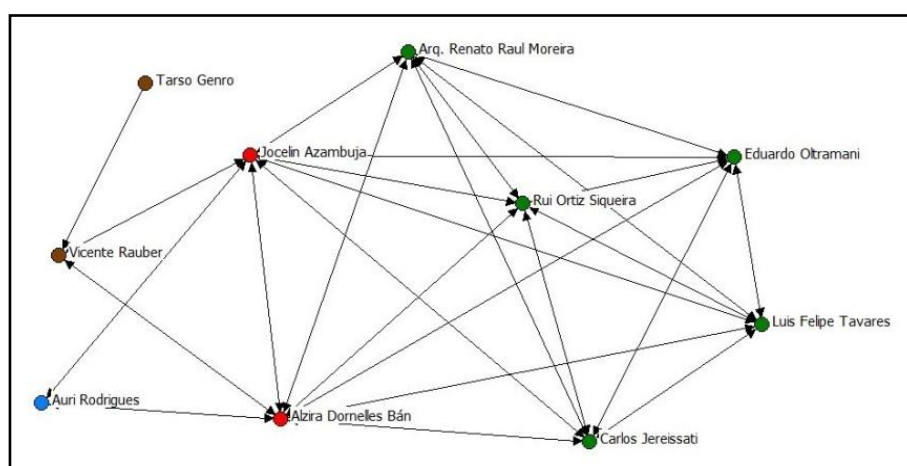 Arq. Renato Raul Moreira
Tarso Genro
Jocelin Azambuja
Eduardo Oltramani
Rui Ortiz Siqueira
Vicente Rauber
Luis Felipe Tavares
Auri Rodrigues
Alzira Dornelles Bán
Carlos Jereissati